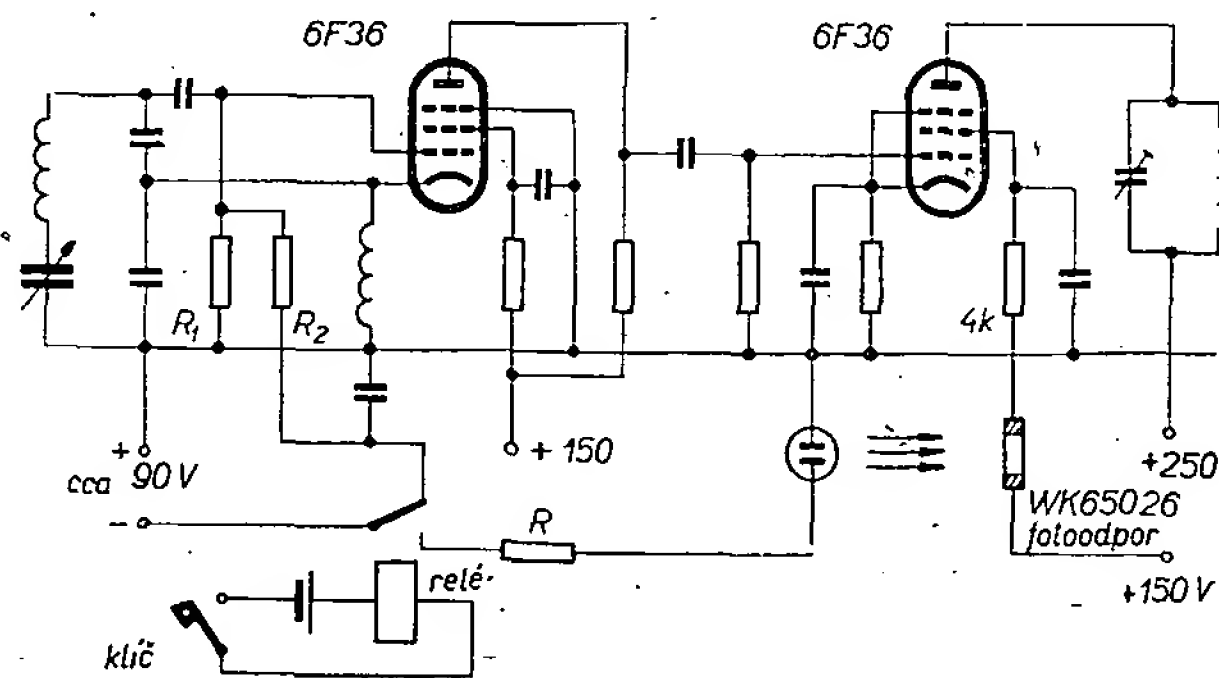 6F36
6F36
R1
R2
4k
+
cca 90 V
-
+ 150
+250
WK65026
fotoodpor
+150 V
R
relé
klíč